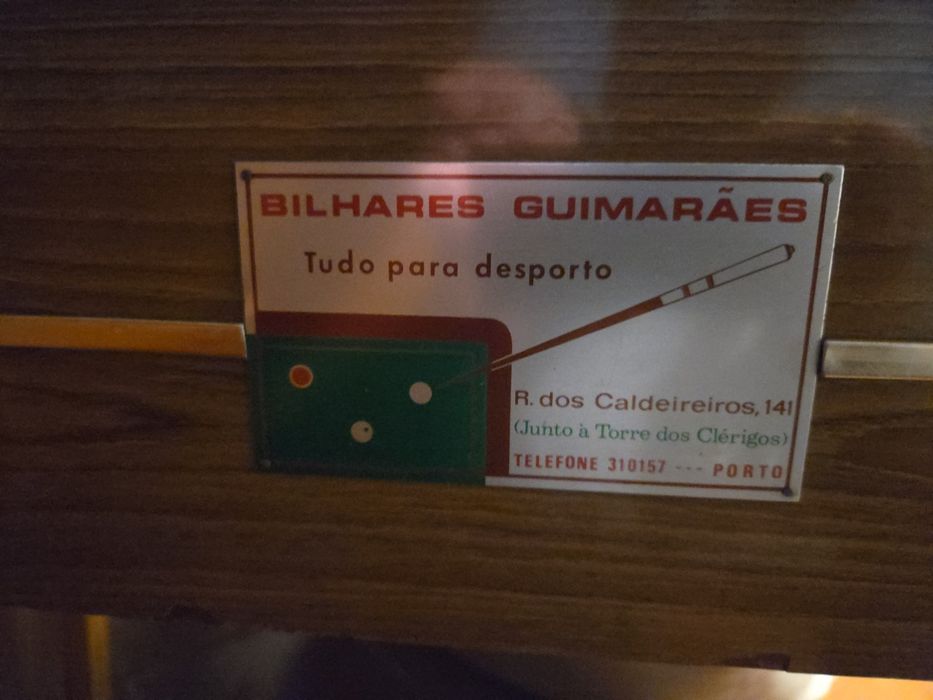 BILHARES GUIMARÃES
Tudo para desporto
R. dos Caldeireiros, 141
(Junto à Torre dos Clérigos)
TELEFONE 310157 --- PORTO